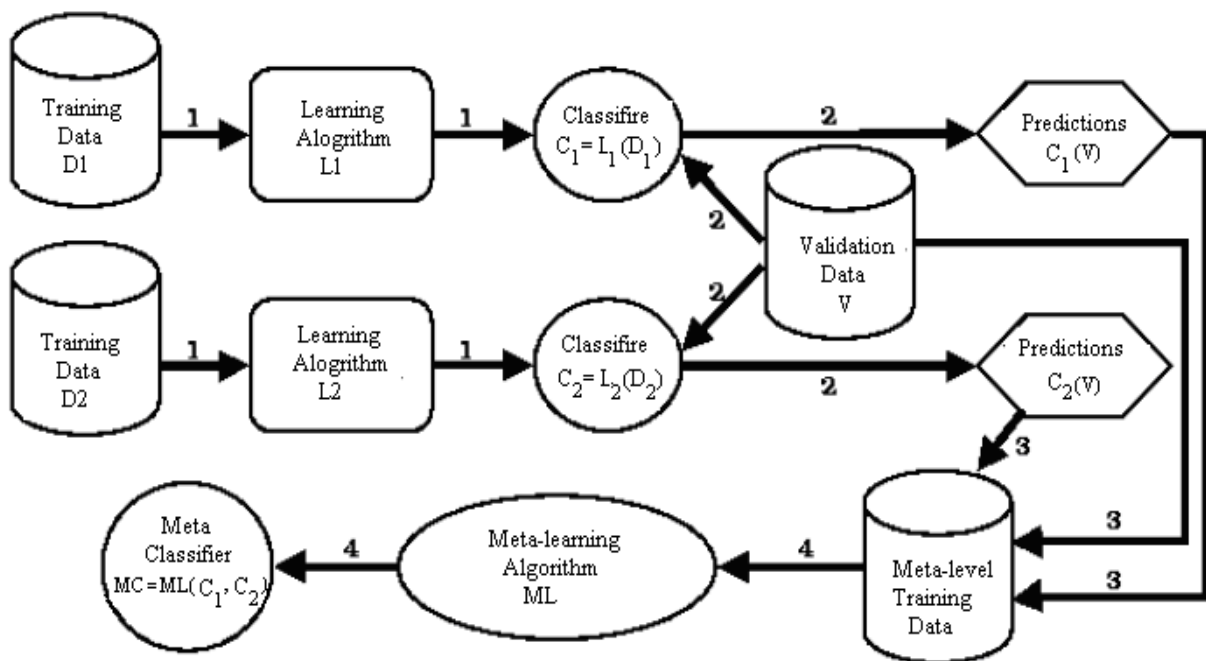 Training
Data
D1
1
Learning
Alogrithm
L1
1
Classifire
C₁= L₁(D₁)
2
Predictions
C₁(V)
2
Validation
Data
V
2
Training
Data
D2
1
Learning
Alogrithm
L2
1
Classifire
C₂= L₂(D₂)
2
Predictions
C₂(V)
3
3
3
Meta-level
Training
Data
4
Meta-learning
Algorithm
ML
4
Meta
Classifier
MC=ML(C₁, C₂)